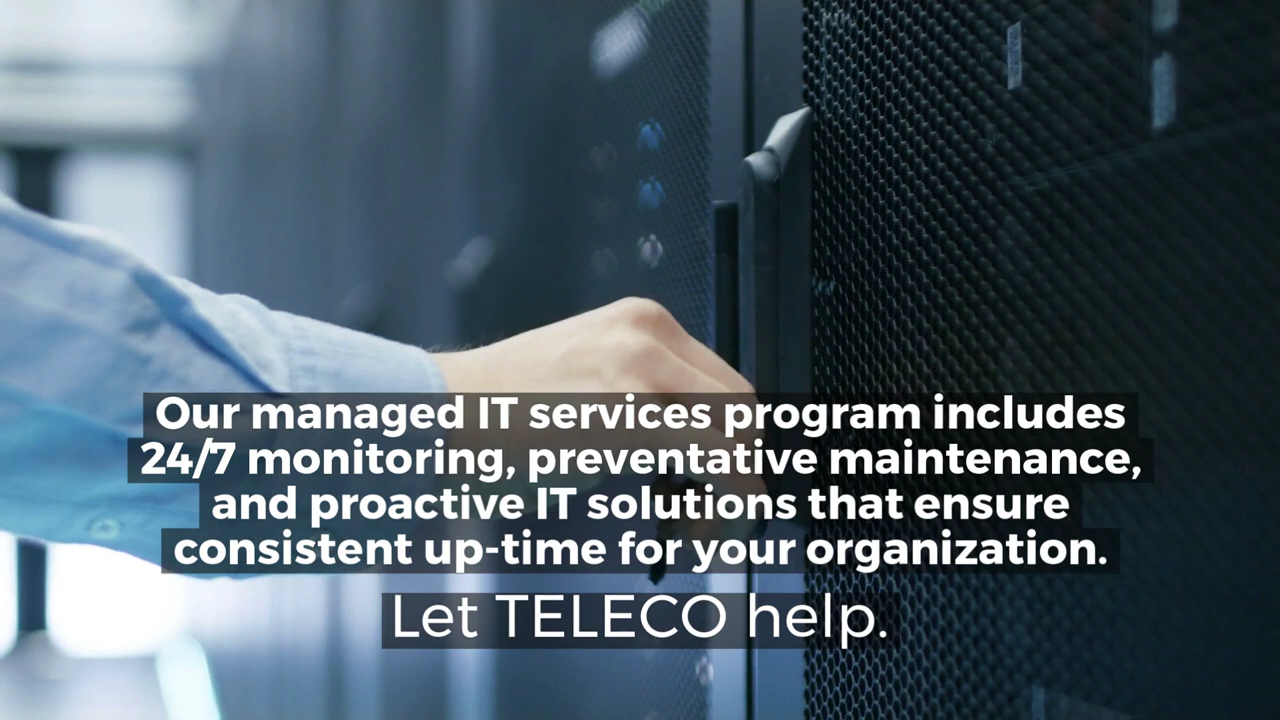 Our managed IT services program includes
24/7 monitoring, preventative maintenance,
and proactive IT solutions that ensure
consistent up-time for your organization.
Let TELECO help.